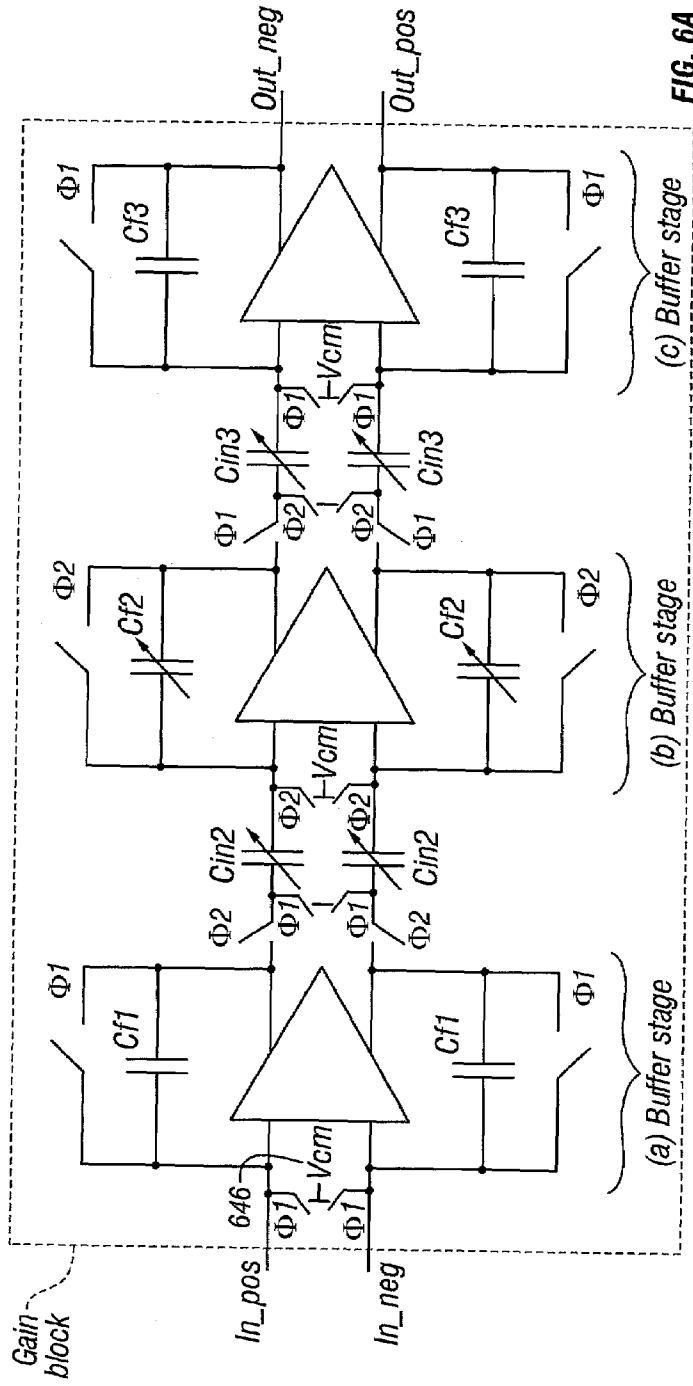 Gain
block
In_pos
In_neg
646
Φ1
Φ1
Vcm
Φ1
Cf1
Cf1
Φ1
(a) Buffer stage
Φ2
Φ1
Φ1
Φ2
Cin2
Cin2
Φ2
Φ2
Vcm
Φ2
Cf2
Cf2
Φ2
(b) Buffer stage
Φ1
Φ2
Φ2
Φ1
Cin3
Cin3
Φ1
Φ1
Vcm
Φ1
Cf3
Cf3
Φ1
(c) Buffer stage
Out_neg
Out_pos
FIG. 6A